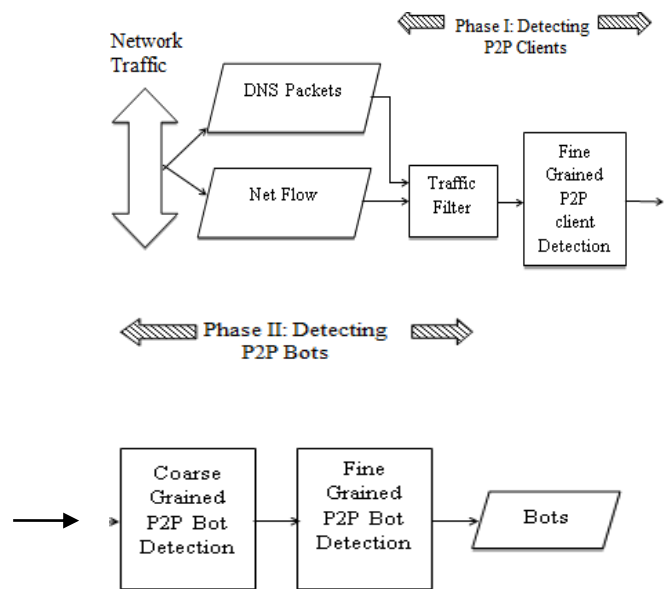 Phase I: Detecting
P2P Clients
Network
Traffic
DNS Packets
Net Flow
Traffic
Filter
Fine
Grained
P2P
client
Detection
Phase II: Detecting
P2P Bots
Coarse
Grained
P2P Bot
Detection
Fine
Grained
P2P Bot
Detection
Bots